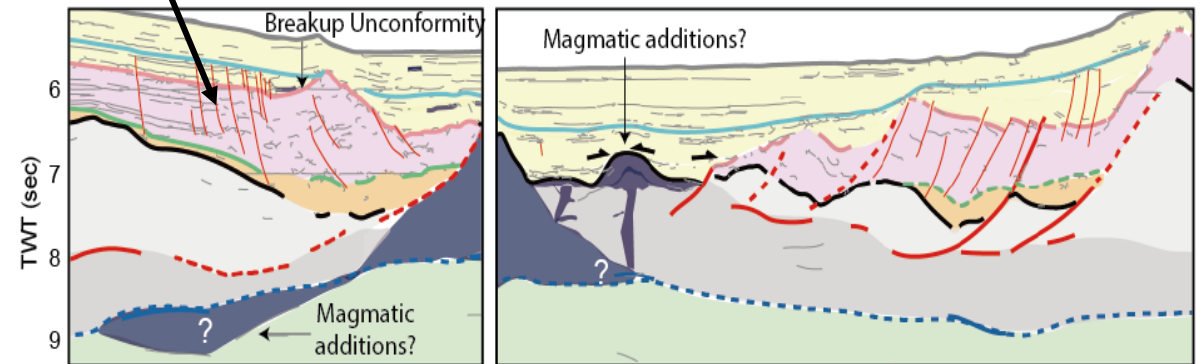 Breakup Unconformity
Magmatic additions?
6
7
8
9
TWT (sec)
?
Magmatic
additions?
?